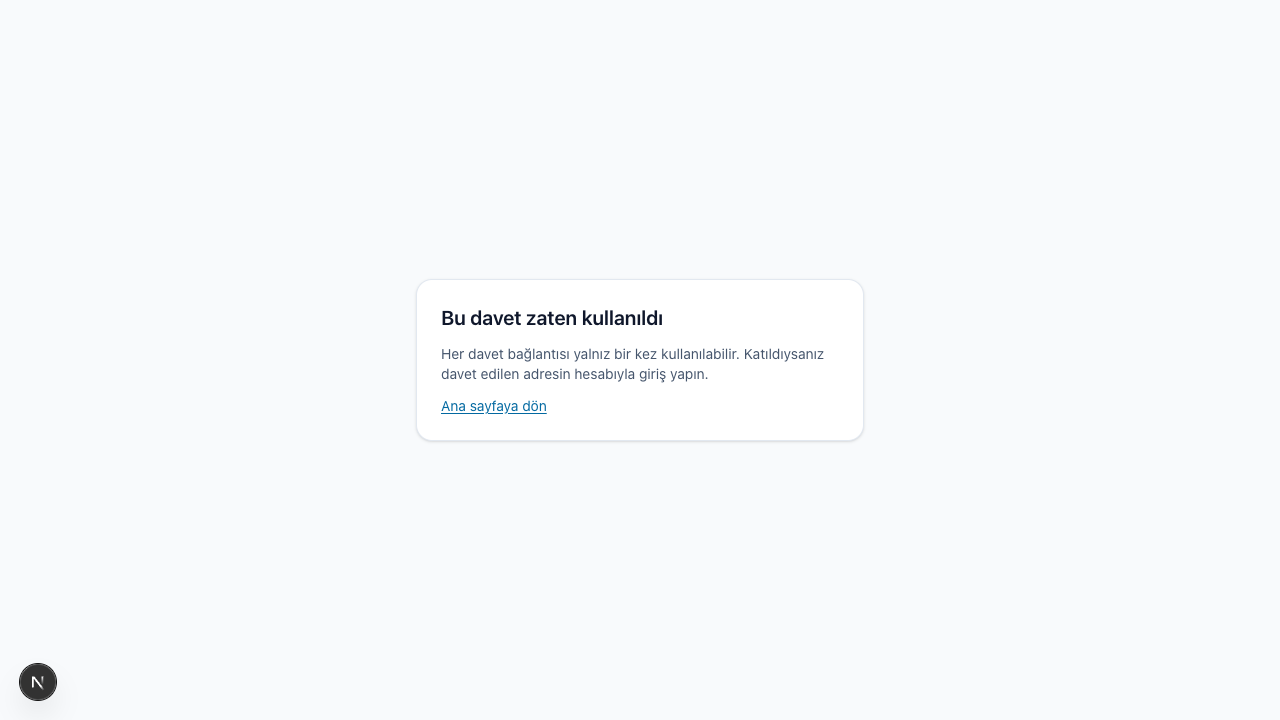 Bu davet zaten kullanıldı
Her davet bağlantısı yalnız bir kez kullanılabilir. Katıldıysanız
davet edilen adresin hesabıyla giriş yapın.
Ana sayfaya dön
N